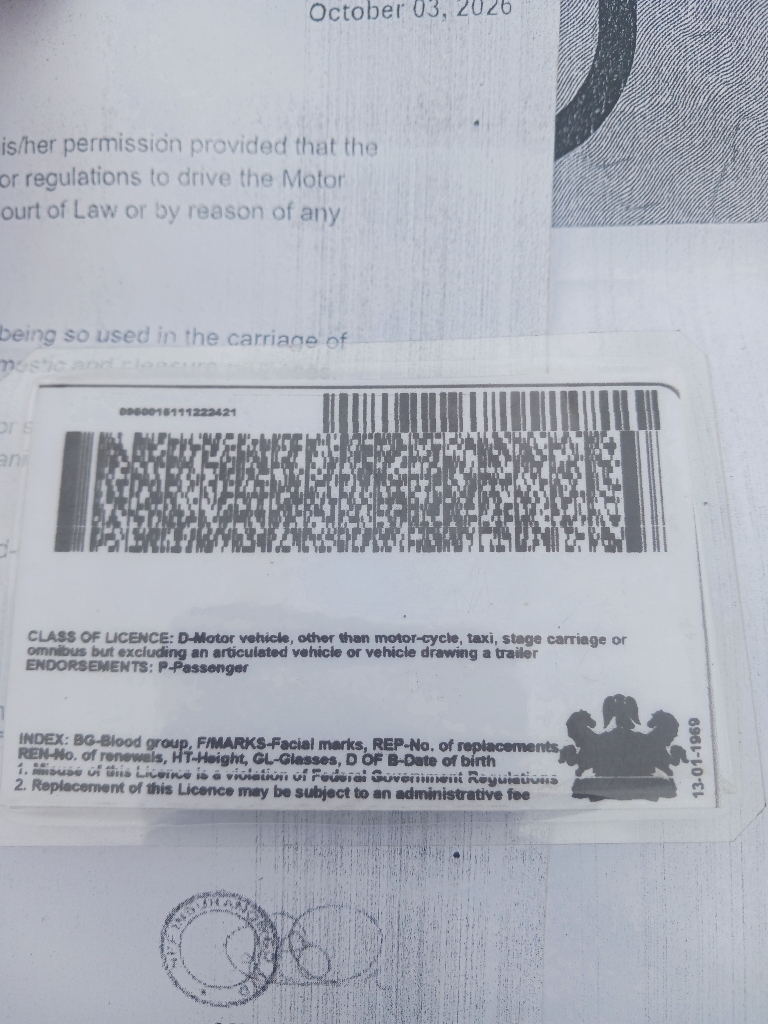 October 03, 2026
is/her permission provided that the
or regulations to drive the Motor
ourt of Law or by reason of any
being so used in the carriage of
CLASS OF LICENCE: D-Motor vehicle, other than motor-cycle, taxi, stage carriage or
omnibus but excluding an articulated vehicle or vehicle drawing a trailer
ENDORSEMENTS: P-Passenger
INDEX: BG-Blood group, F/MARKS-Facial marks, REP-No. of replacements,
REN-No. of renewals, HT-Height, GL-Glasses, D OF B-Date of birth
1. Misuse of this Licence is a violation of Federal Government Regulations
2. Replacement of this Licence may be subject to an administrative fee
13-01-1969